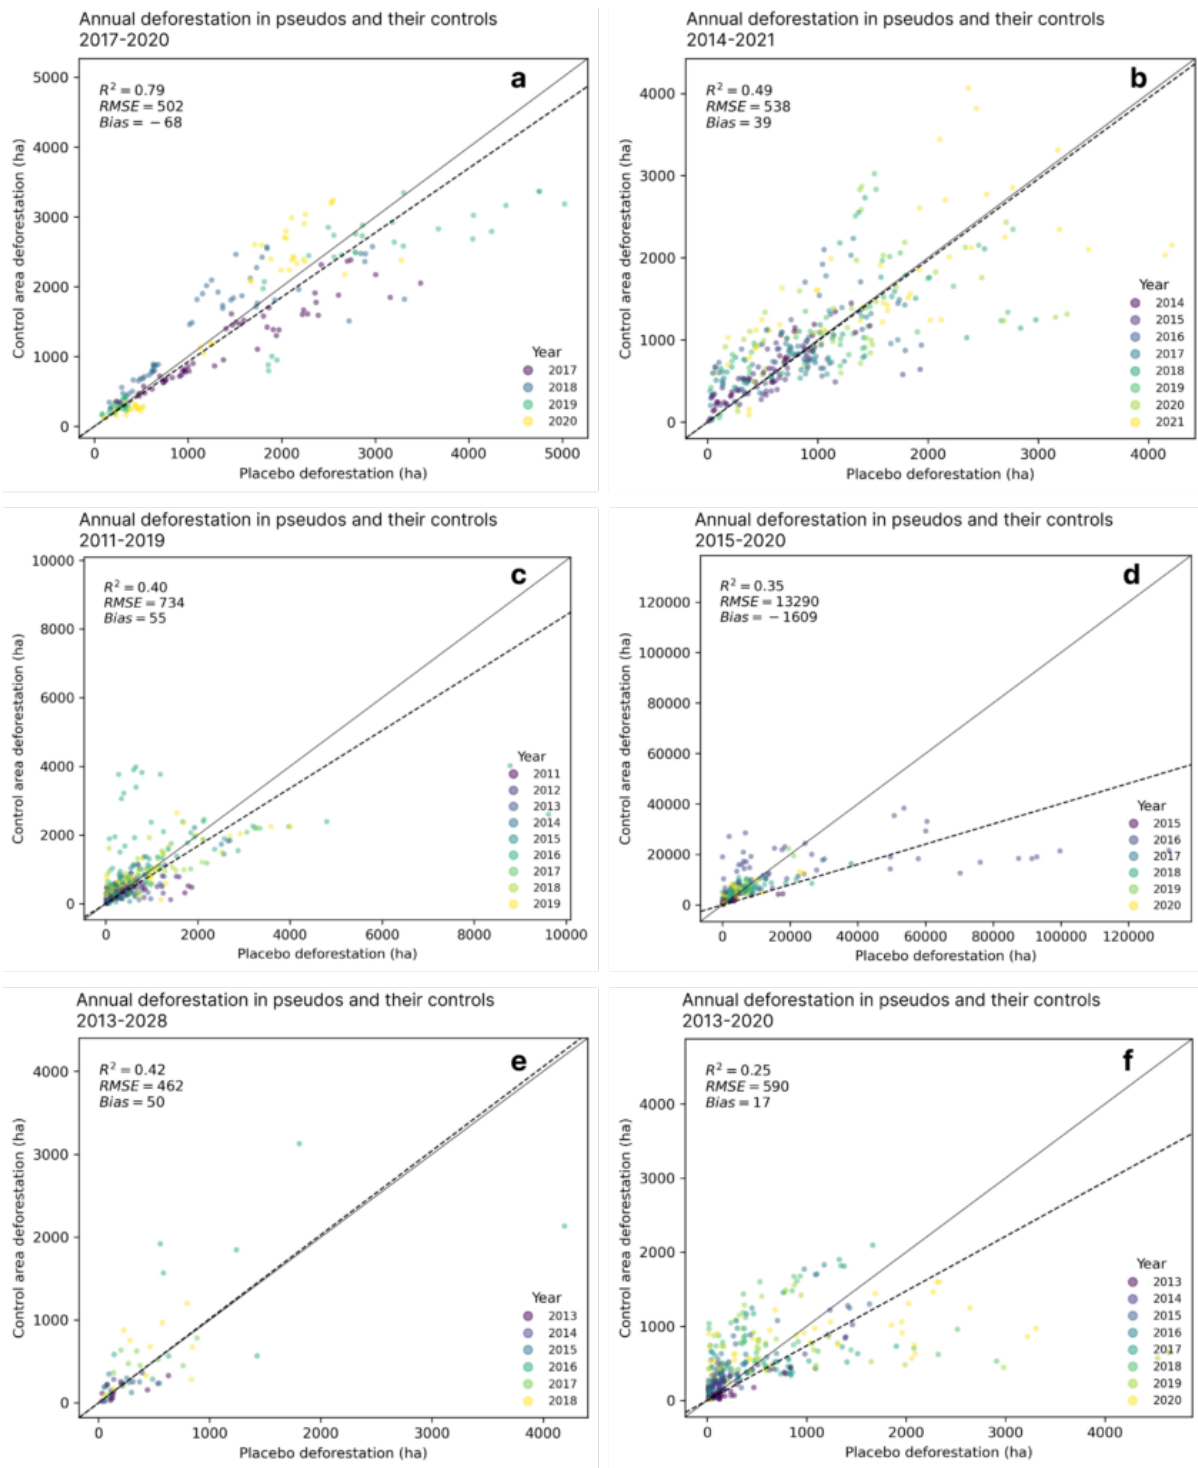 Annual deforestation in pseudos and their controls
2017-2020
a
R² = 0.79
RMSE = 502
Bias = − 68
5000
4000
3000
2000
1000
0
Control area deforestation (ha)
Year
2017
2018
2019
2020
0 1000 2000 3000 4000 5000
Placebo deforestation (ha)
Annual deforestation in pseudos and their controls
2014-2021
b
R² = 0.49
RMSE = 538
Bias = 39
4000
3000
2000
1000
0
Control area deforestation (ha)
Year
2014
2015
2016
2017
2018
2019
2020
2021
0 1000 2000 3000 4000
Placebo deforestation (ha)
Annual deforestation in pseudos and their controls
2011-2019
c
R² = 0.40
RMSE = 734
Bias = 55
10000
8000
6000
4000
2000
0
Control area deforestation (ha)
Year
2011
2012
2013
2014
2015
2016
2017
2018
2019
0 2000 4000 6000 8000 10000
Placebo deforestation (ha)
Annual deforestation in pseudos and their controls
2015-2020
d
R² = 0.35
RMSE = 13290
Bias = − 1609
120000
100000
80000
60000
40000
20000
0
Control area deforestation (ha)
Year
2015
2016
2017
2018
2019
2020
0 20000 40000 60000 80000 100000 120000
Placebo deforestation (ha)
Annual deforestation in pseudos and their controls
2013-2028
e
R² = 0.42
RMSE = 462
Bias = 50
4000
3000
2000
1000
0
Control area deforestation (ha)
Year
2013
2014
2015
2016
2017
2018
0 1000 2000 3000 4000
Placebo deforestation (ha)
Annual deforestation in pseudos and their controls
2013-2020
f
R² = 0.25
RMSE = 590
Bias = 17
4000
3000
2000
1000
0
Control area deforestation (ha)
Year
2013
2014
2015
2016
2017
2018
2019
2020
0 1000 2000 3000 4000
Placebo deforestation (ha)